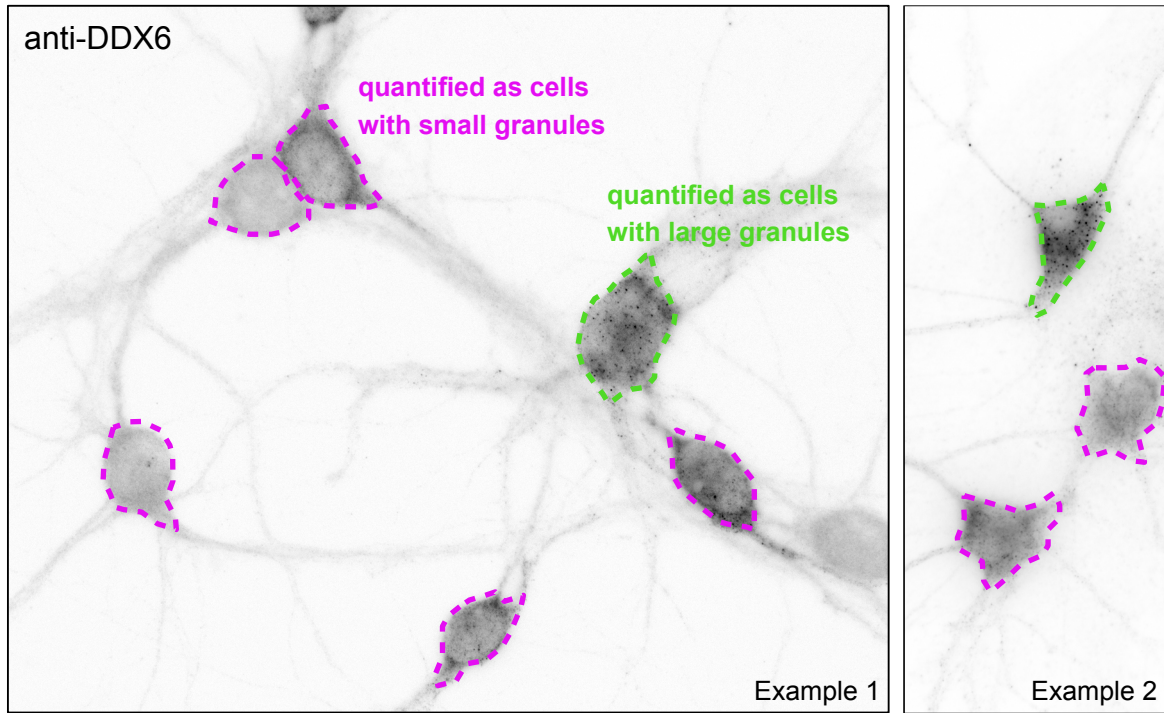 anti-DDX6
quantified as cells
with small granules
quantified as cells
with large granules
Example 1
Example 2